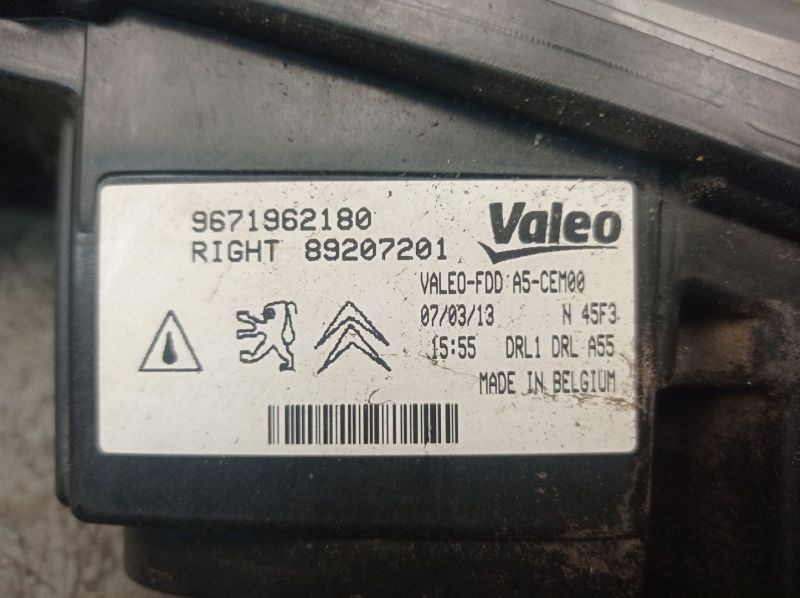 9671962180
RIGHT 89207201
Valeo
VALEO-FDD A5-CEM00
07/03/13 N 45F3
15:55 DRL1 DRL A55
MADE IN BELGIUM